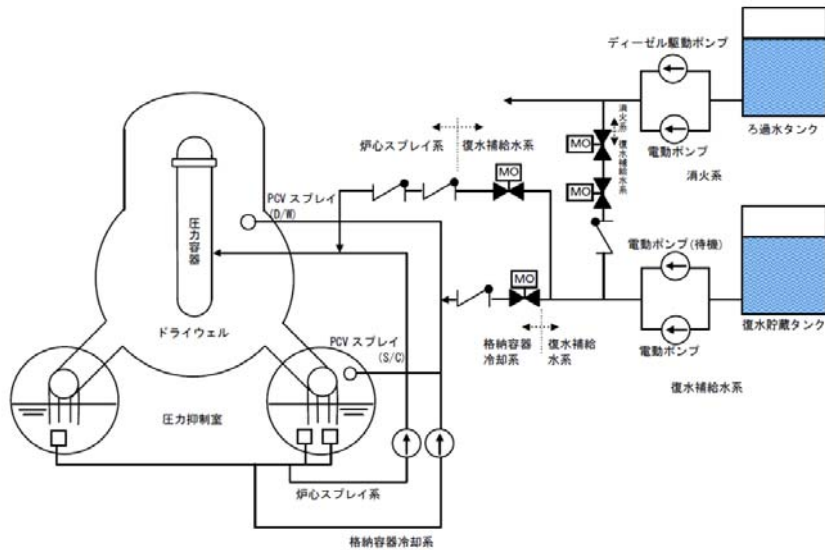 ディーゼル駆動ポンプ
ろ過水タンク
電動ポンプ
消火系
消火系
復水補給水系
MO
MO
炉心スプレイ系
復水補給水系
MO
PCV スプレイ
(D/W)
圧力容器
ドライウェル
電動ポンプ(待機)
復水貯蔵タンク
電動ポンプ
復水補給水系
MO
格納容器
冷却系
復水補給
水系
PCV スプレイ
(S/C)
圧力抑制室
炉心スプレイ系
格納容器冷却系